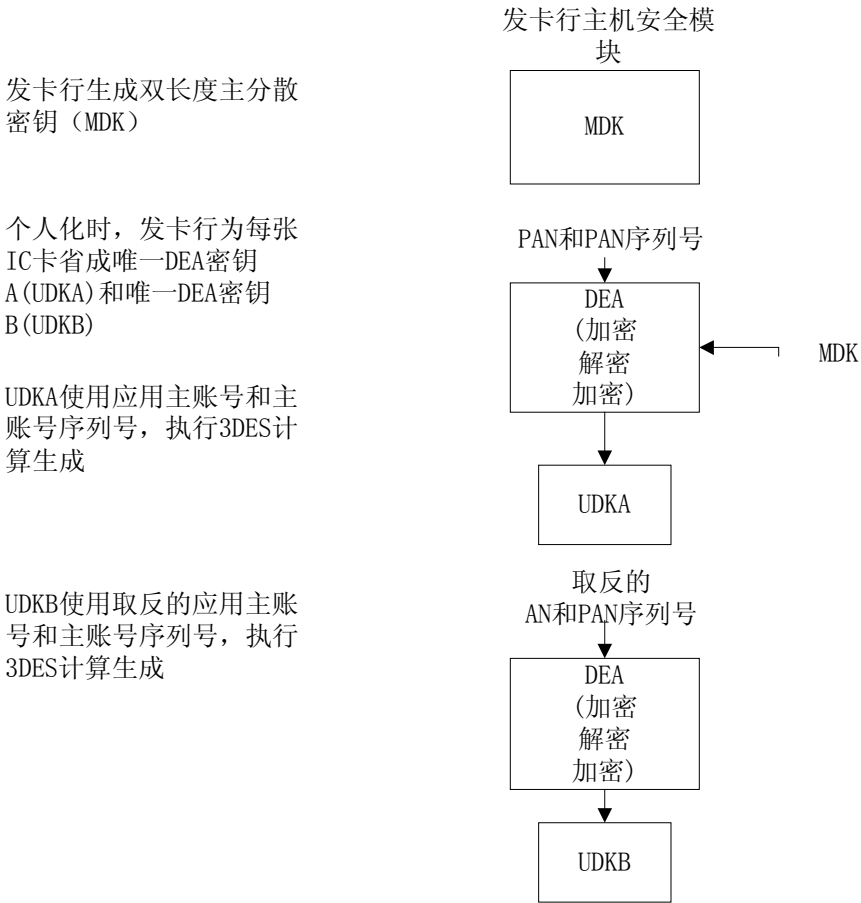 发卡行主机安全模
块
发卡行生成双长度主分散
密钥（MDK）
MDK
个人化时，发卡行为每张
IC卡省成唯一DEA密钥
A(UDKA)和唯一DEA密钥
B(UDKB)
PAN和PAN序列号
DEA
(加密
解密
加密)
MDK
UDKA使用应用主账号和主
账号序列号，执行3DES计
算生成
UDKA
UDKB使用取反的应用主账
号和主账号序列号，执行
3DES计算生成
取反的
AN和PAN序列号
DEA
(加密
解密
加密)
UDKB